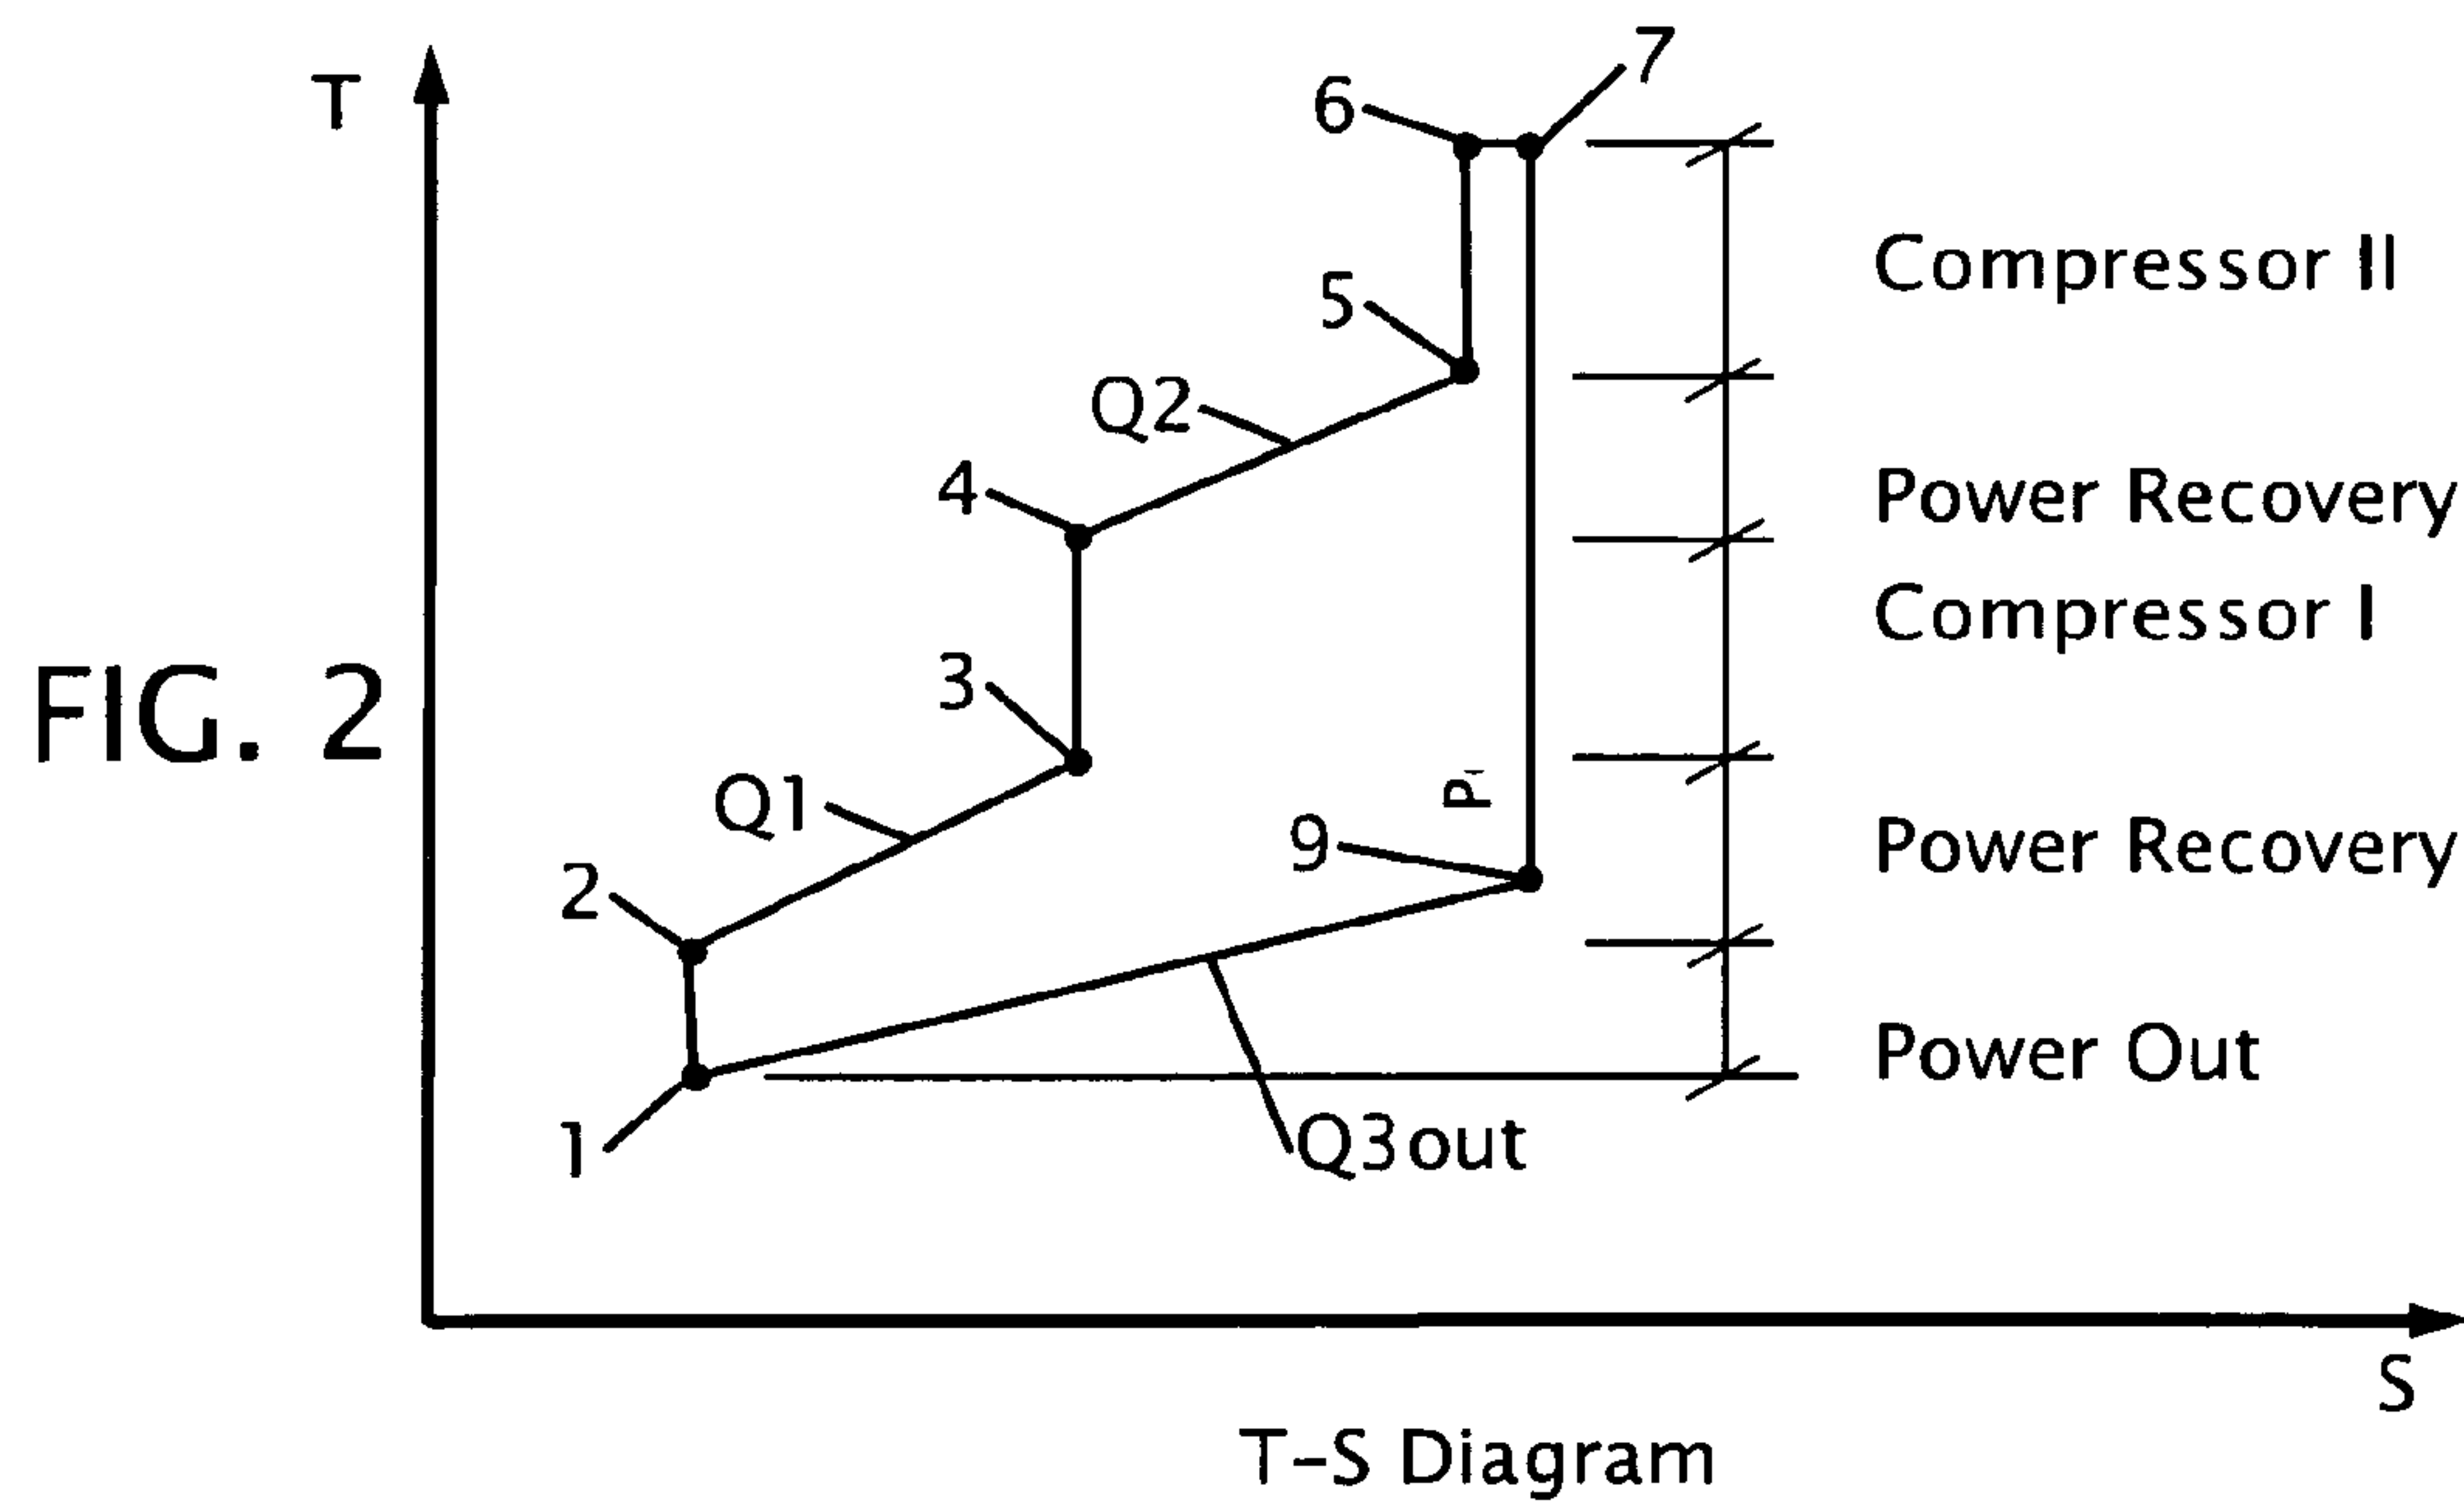 T
6
7
Compressor II
5
Q2
4
Power Recovery
Compressor I
3
FIG. 2
Q1
P
9
Power Recovery
2
Power Out
1
Q3out
S
T-S Diagram